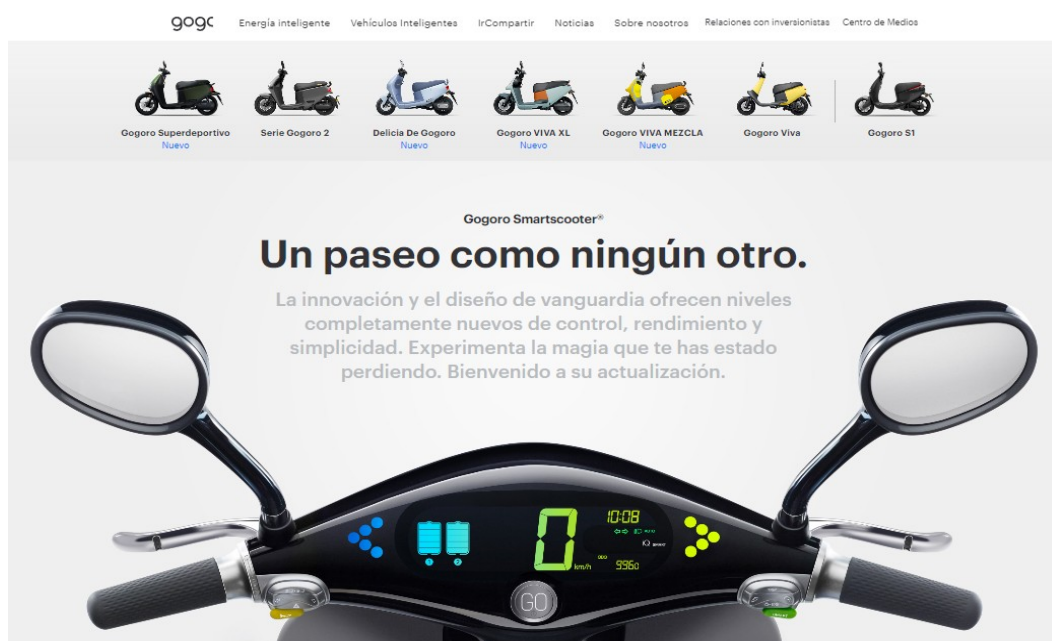 gogo
Energía inteligente Vehículos Inteligentes IrCompartir Noticias Sobre nosotros Relaciones con inversionistas Centro de Medios
Gogoro Superdeportivo Serie Gogoro 2 Delicia De Gogoro Gogoro VIVA XL Gogoro VIVA MEZCLA Gogoro Viva Gogoro S1
Nuevo Nuevo Nuevo Nuevo
Gogoro Smartscooter®
Un paseo como ningún otro.
La innovación y el diseño de vanguardia ofrecen niveles
completamente nuevos de control, rendimiento y
simplicidad. Experimenta la magia que te has estado
perdiendo. Bienvenido a su actualización.
10:08
0 km/h
1 2
ODO 9960
GO